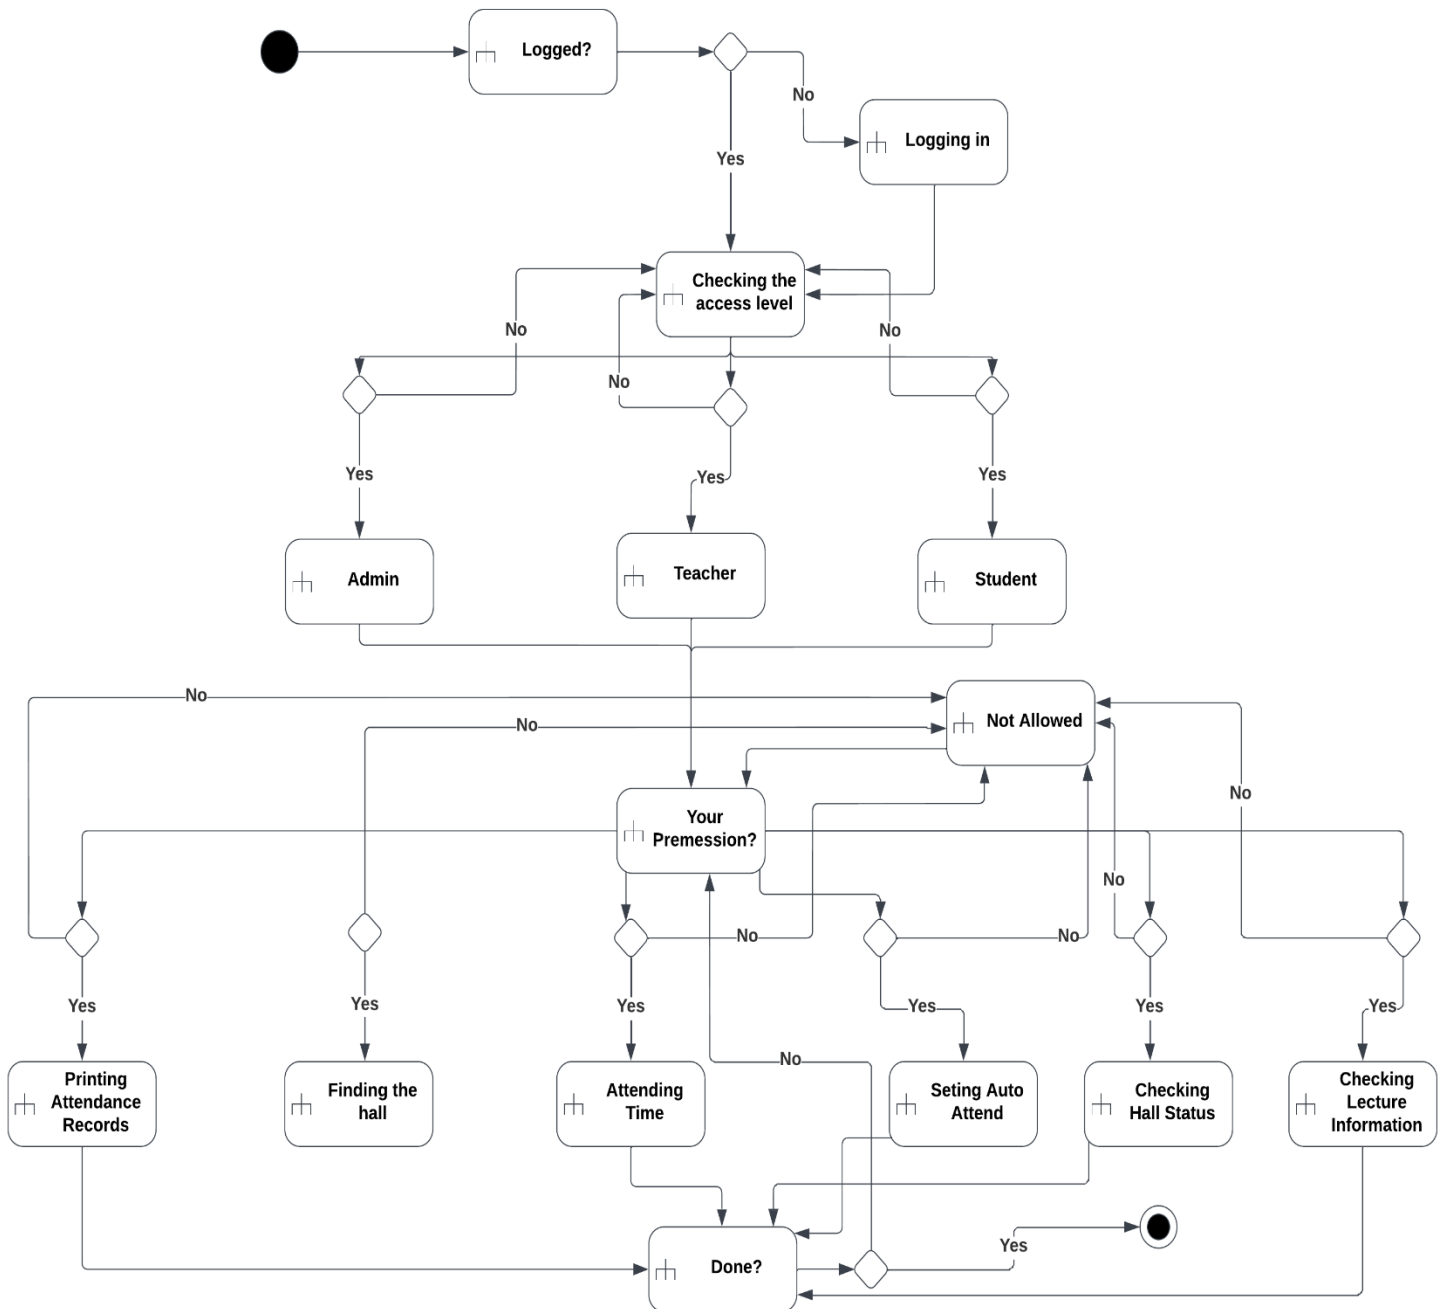 Logged?
No
Logging in
Yes
Checking the
access level
No
No
No
Yes
Yes
Yes
Admin
Teacher
Student
No
No
Not Allowed
No
Your
Premession?
No
No
No
Yes
Yes
Yes
Yes
Yes
Yes
No
Printing
Attendance
Records
Finding the
hall
Attending
Time
Seting Auto
Attend
Checking
Hall Status
Checking
Lecture
Information
Yes
Done?